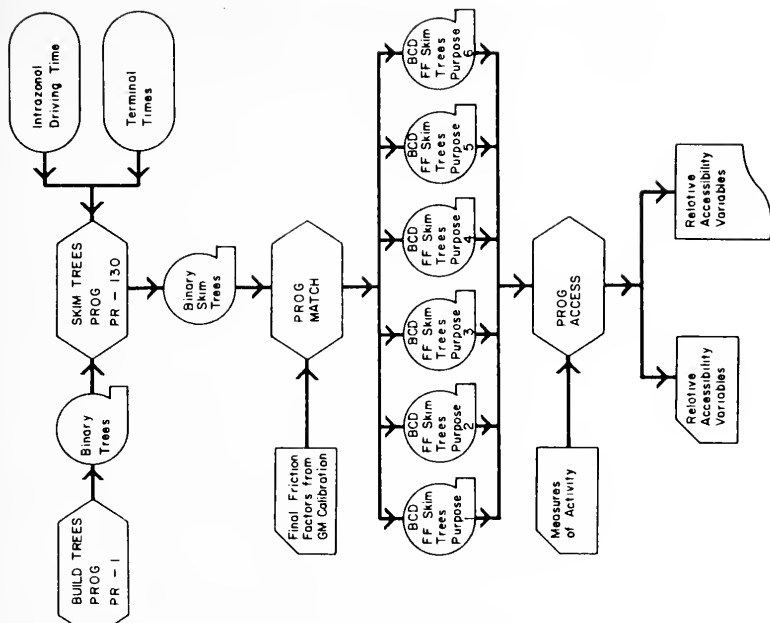 BUILD TREES
PROG
PR - 1
Binary
Trees
SKIM TREES
PROG
PR - 130
Intrazonal
Driving Time
Terminal
Times
Binary
Skim
Trees
Final Friction
Factors from
GM Calibration
PROG
MATCH
BCD
FF Skim
Trees
Purpose
1
BCD
FF Skim
Trees
Purpose
2
BCD
FF Skim
Trees
Purpose
3
BCD
FF Skim
Trees
Purpose
4
BCD
FF Skim
Trees
Purpose
5
BCD
FF Skim
Trees
Purpose
6
Measures
of Activity
PROG
ACCESS
Relative
Accessibility
Variables
Relative
Accessibility
Variables